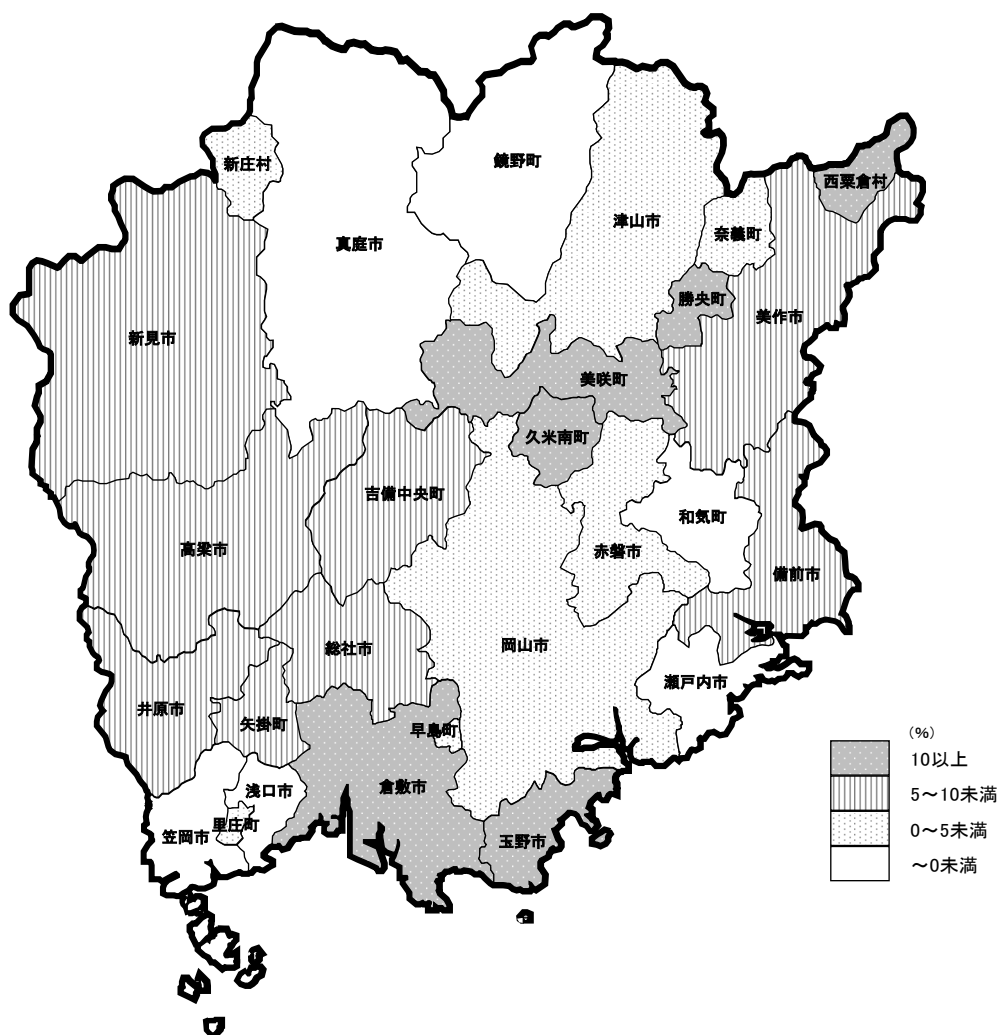 新庄村
鏡野町
西粟倉村
津山市
奈義町
真庭市
勝央町
美作市
新見市
美咲町
久米南町
吉備中央町
和気町
高梁市
赤磐市
備前市
総社市
岡山市
瀬戸内市
井原市
矢掛町
早島町
浅口市
倉敷市
里庄町
笠岡市
玉野市
(%)
10以上
5～10未満
0～5未満
～0未満